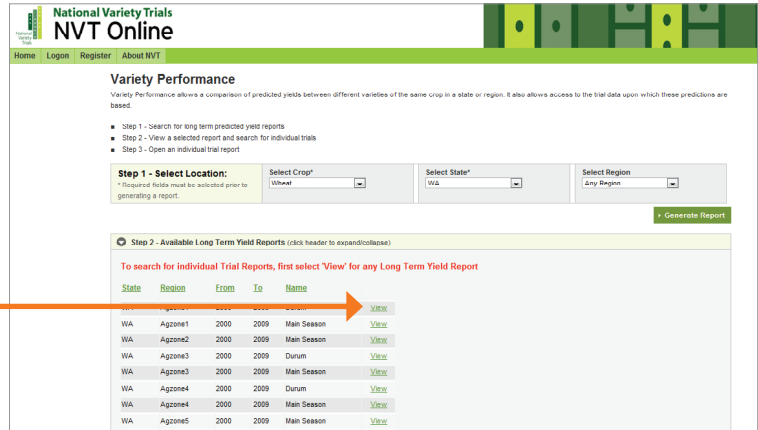 National Variety Trials
NVT Online
National
Variety
Trials
Home Logon Register About NVT
Variety Performance
Variety Performance allows a comparison of predicted yields between different varieties of the same crop in a state or region. It also allows access to the trial data upon which these predictions are
based.
Step 1 - Search for long term predicted yield reports
Step 2 - View a selected report and search for individual trials
Step 3 - Open an individual trial report
Step 1 - Select Location:
* Required fields must be selected prior to
generating a report.
Select Crop*
Wheat
Select State*
WA
Select Region
Any Region
Generate Report
Step 2 - Available Long Term Yield Reports (click header to expand/collapse)
To search for individual Trial Reports, first select 'View' for any Long Term Yield Report
State Region From To Name
View
WA Agzone1 2000 2009 Main Season View
WA Agzone2 2000 2009 Main Season View
WA Agzone3 2000 2009 Durum View
WA Agzone3 2000 2009 Main Season View
WA Agzone4 2000 2009 Durum View
WA Agzone4 2000 2009 Main Season View
WA Agzone5 2000 2009 Main Season View